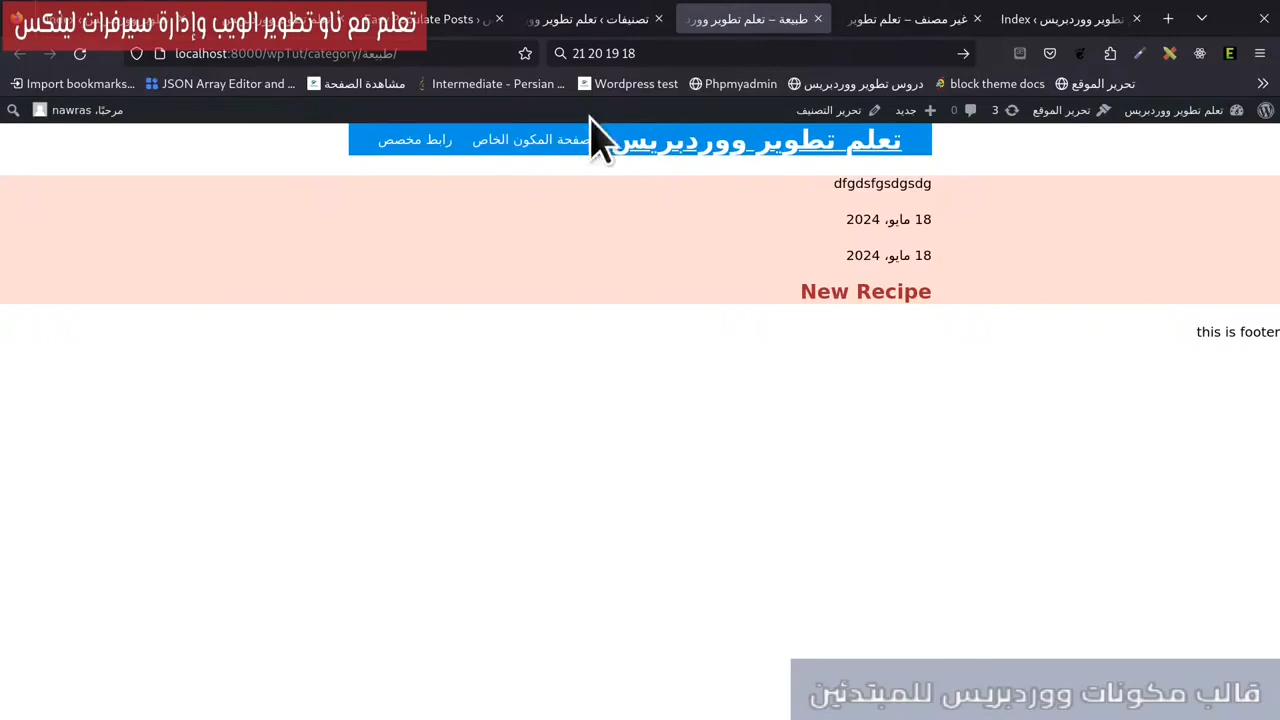 تعلم مع ناو تطوير الويب وإدارة سيرفرات لينكس
Posts ‹
تصنيفات ‹ تعلم تطوير
طبيعة – تعلم تطوير
غير مصنف – تعلم تطوير
Index ‹ تطوير ووردبريس
localhost:8000/wpTut/category/طبيعة/
21 20 19 18
Import bookmarks...
JSON Array Editor and ...
مشاهدة الصفحة
Intermediate - Persian ...
Wordpress test
Phpmyadmin
دروس تطوير ووردبريس
block theme docs
تحرير الموقع
تعلم تطوير ووردبريس
تحرير الموقع
3
0
جديد
تحرير التصنيف
مرحبًا، nawras
تعلم تطوير ووردبريس
صفحة المكون الخاص
رابط مخصص
dfgdsfgsdgsdg
18 مايو، 2024
18 مايو، 2024
New Recipe
this is footer
قالب مكونات ووردبريس للمبتدئين